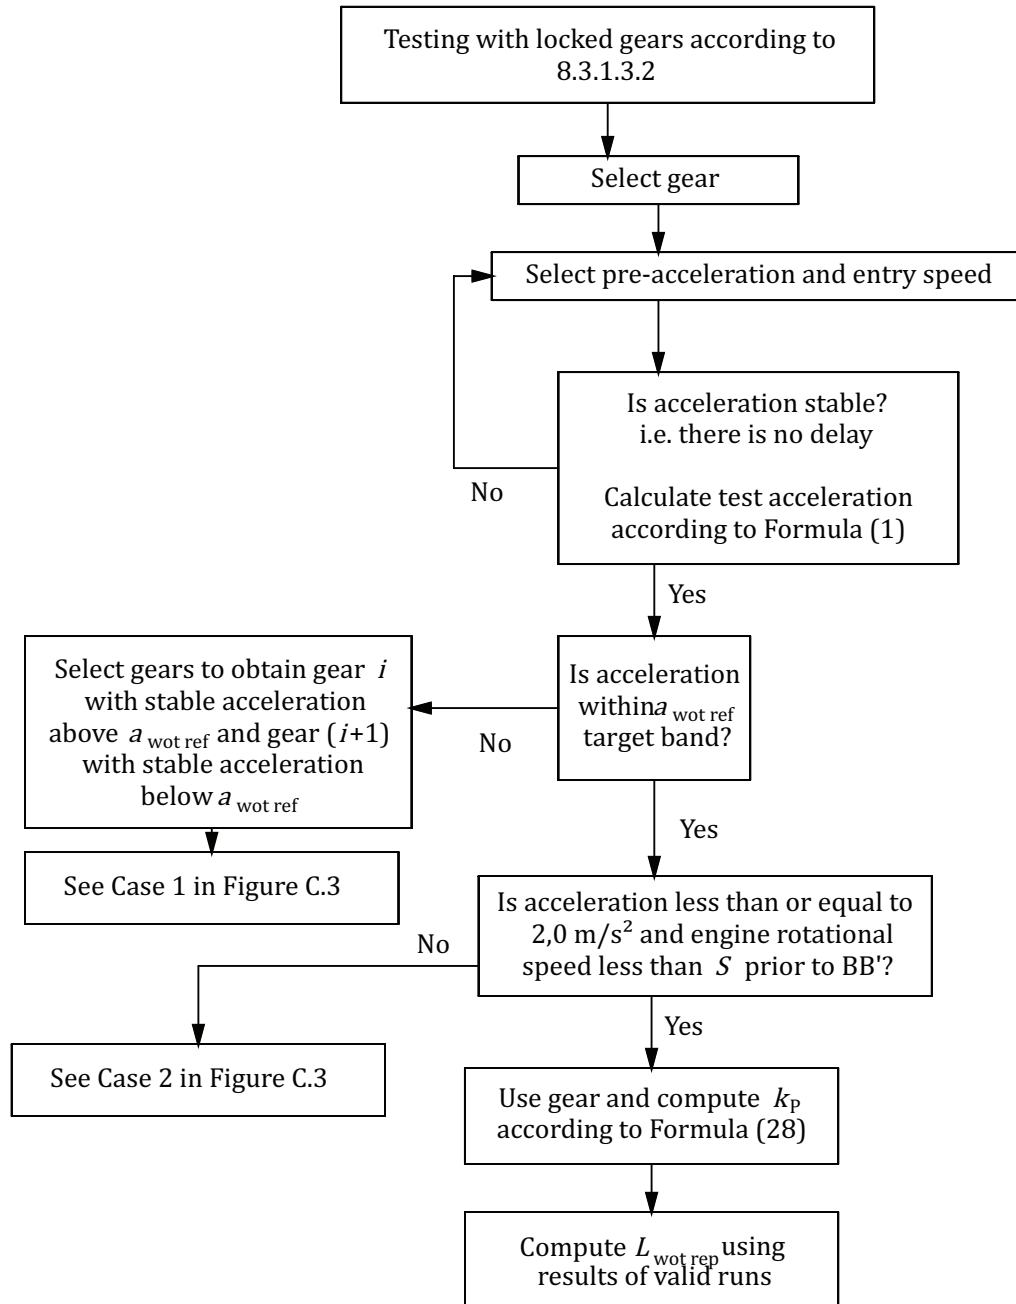 Testing with locked gears according to
8.3.1.3.2
Select gear
Select pre-acceleration and entry speed
Is acceleration stable?
i.e. there is no delay
Calculate test acceleration
according to Formula (1)
No
Yes
Is acceleration
within a wot ref
target band?
No
Select gears to obtain gear i
with stable acceleration
above a wot ref and gear (i+1)
with stable acceleration
below a wot ref
See Case 1 in Figure C.3
Yes
Is acceleration less than or equal to
2,0 m/s² and engine rotational
speed less than S prior to BB'?
No
See Case 2 in Figure C.3
Yes
Use gear and compute kP
according to Formula (28)
Compute L wot rep using
results of valid runs